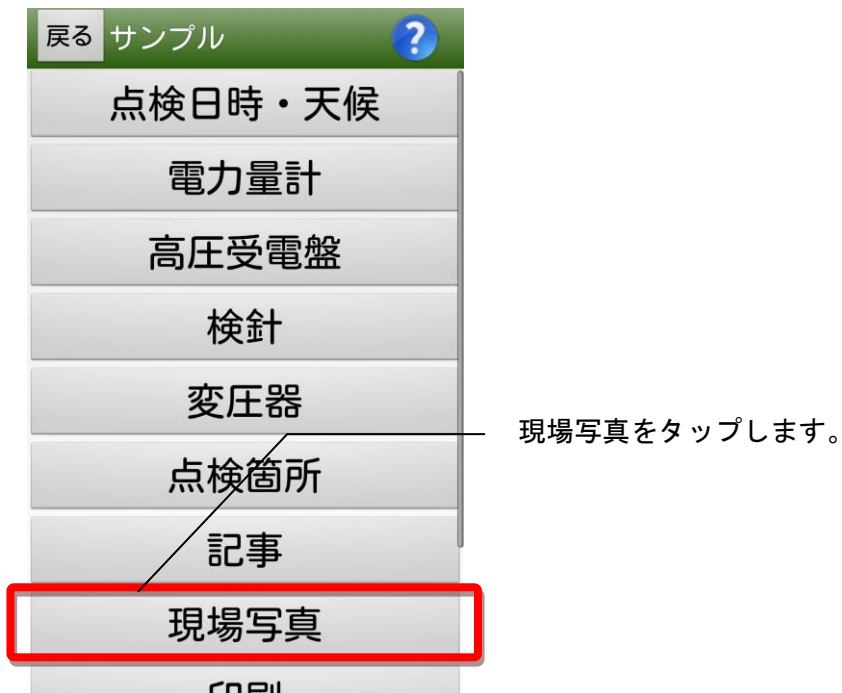 戻る サンプル ?
点検日時・天候
電力量計
高圧受電盤
検針
変圧器
現場写真をタップします。
点検箇所
記事
現場写真
印刷